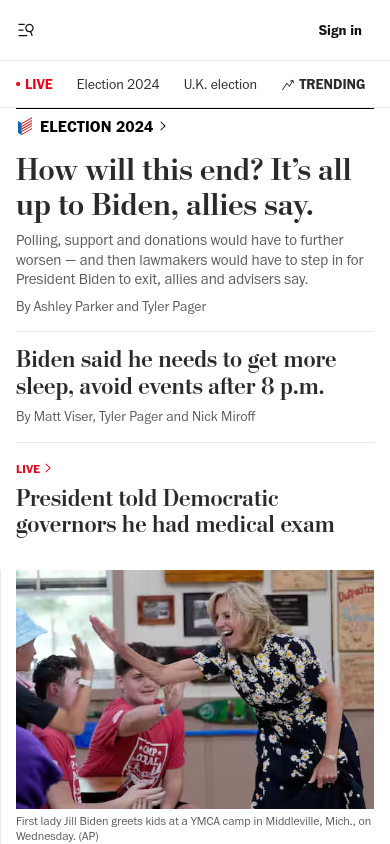 Sign in
LIVE
Election 2024
U.K. election
TRENDING
ELECTION 2024
How will this end? It’s all
up to Biden, allies say.
Polling, support and donations would have to further
worsen — and then lawmakers would have to step in for
President Biden to exit, allies and advisers say.
By Ashley Parker and Tyler Pager
Biden said he needs to get more
sleep, avoid events after 8 p.m.
By Matt Viser, Tyler Pager and Nick Miroff
LIVE
President told Democratic
governors he had medical exam
First lady Jill Biden greets kids at a YMCA camp in Middleville, Mich., on
Wednesday. (AP)